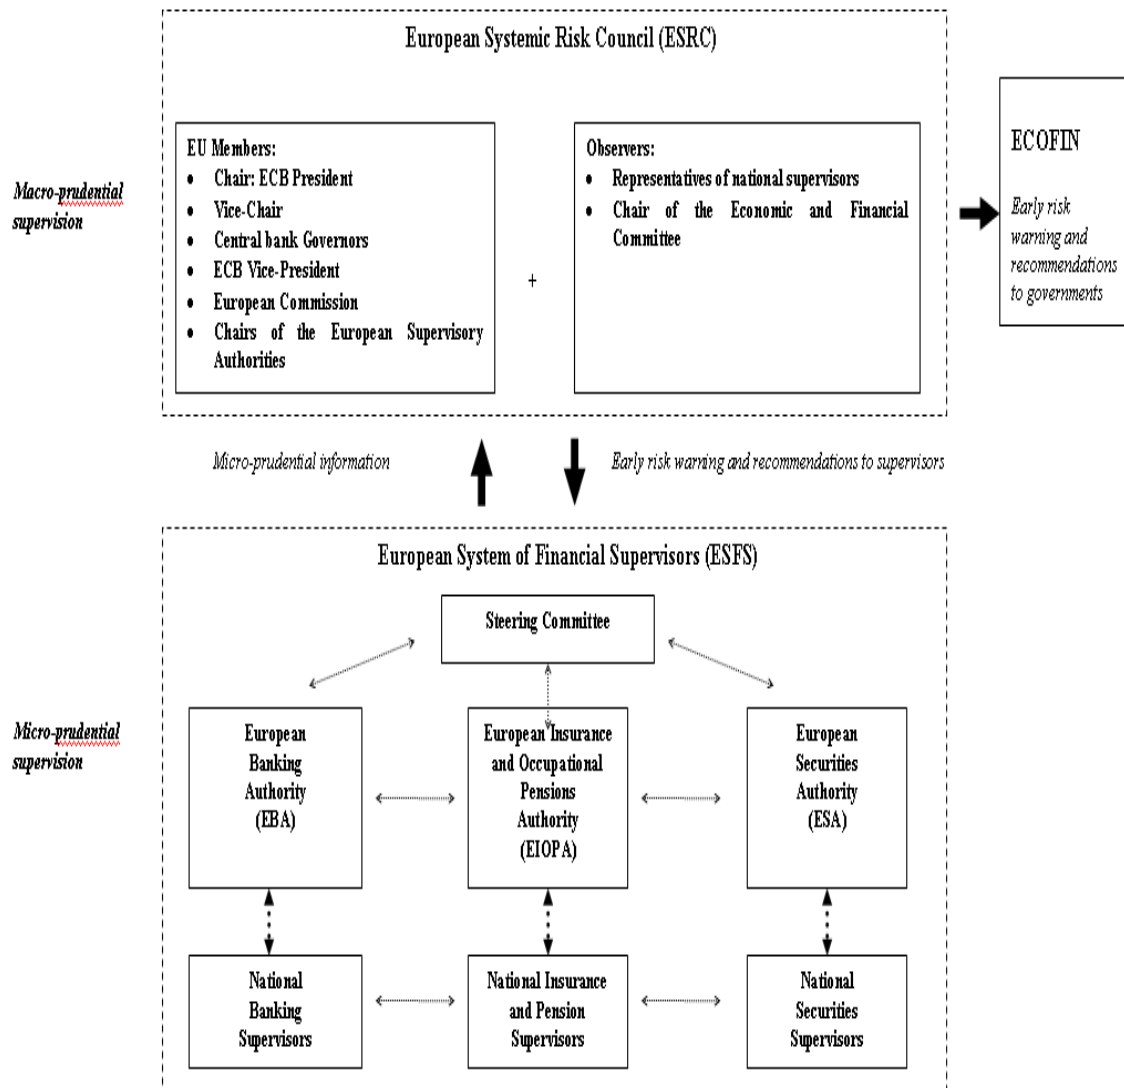 European Systemic Risk Council (ESRC)
Macro-prudential
supervision
EU Members:
• Chair: ECB President
• Vice-Chair
• Central bank Governors
• ECB Vice-President
• European Commission
• Chairs of the European Supervisory
Authorities
+
Observers:
• Representatives of national supervisors
• Chair of the Economic and Financial
Committee
ECOFIN
Early risk
warning and
recommendations
to governments
Micro-prudential information
Early risk warning and recommendations to supervisors
European System of Financial Supervisors (ESFS)
Steering Committee
Micro-prudential
supervision
European
Banking
Authority
(EBA)
European Insurance
and Occupational
Pensions
Authority
(EIOPA)
European
Securities
Authority
(ESA)
National
Banking
Supervisors
National Insurance
and Pension
Supervisors
National
Securities
Supervisors